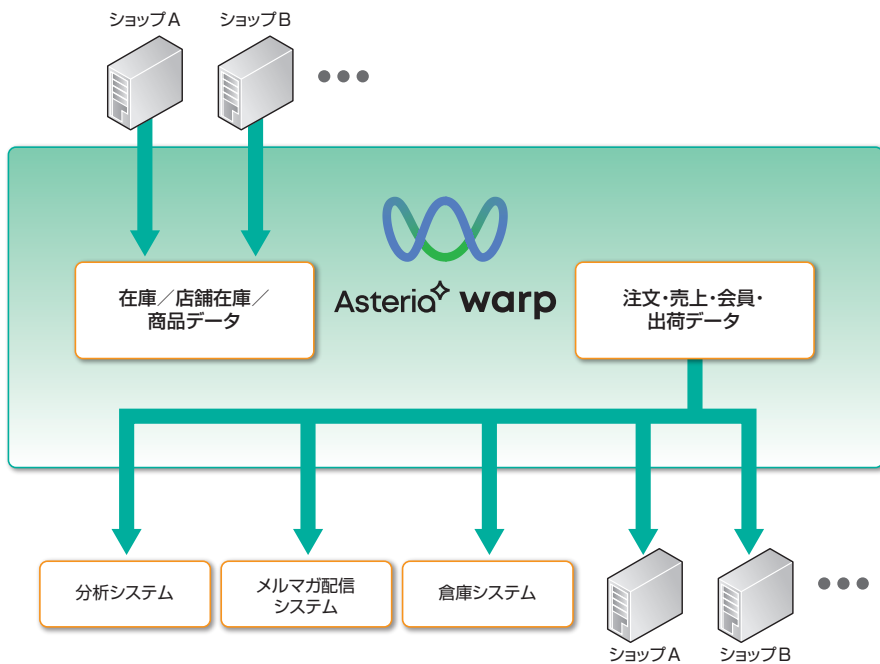 ショップA
ショップB
Asteria warp
在庫／店舗在庫／
商品データ
注文・売上・会員・
出荷データ
分析システム
メルマガ配信
システム
倉庫システム
ショップA
ショップB